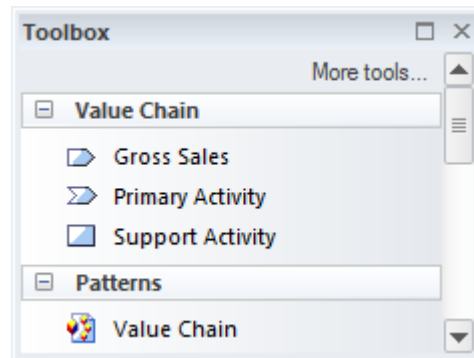 Toolbox
More tools...
Value Chain
Gross Sales
Primary Activity
Support Activity
Patterns
Value Chain